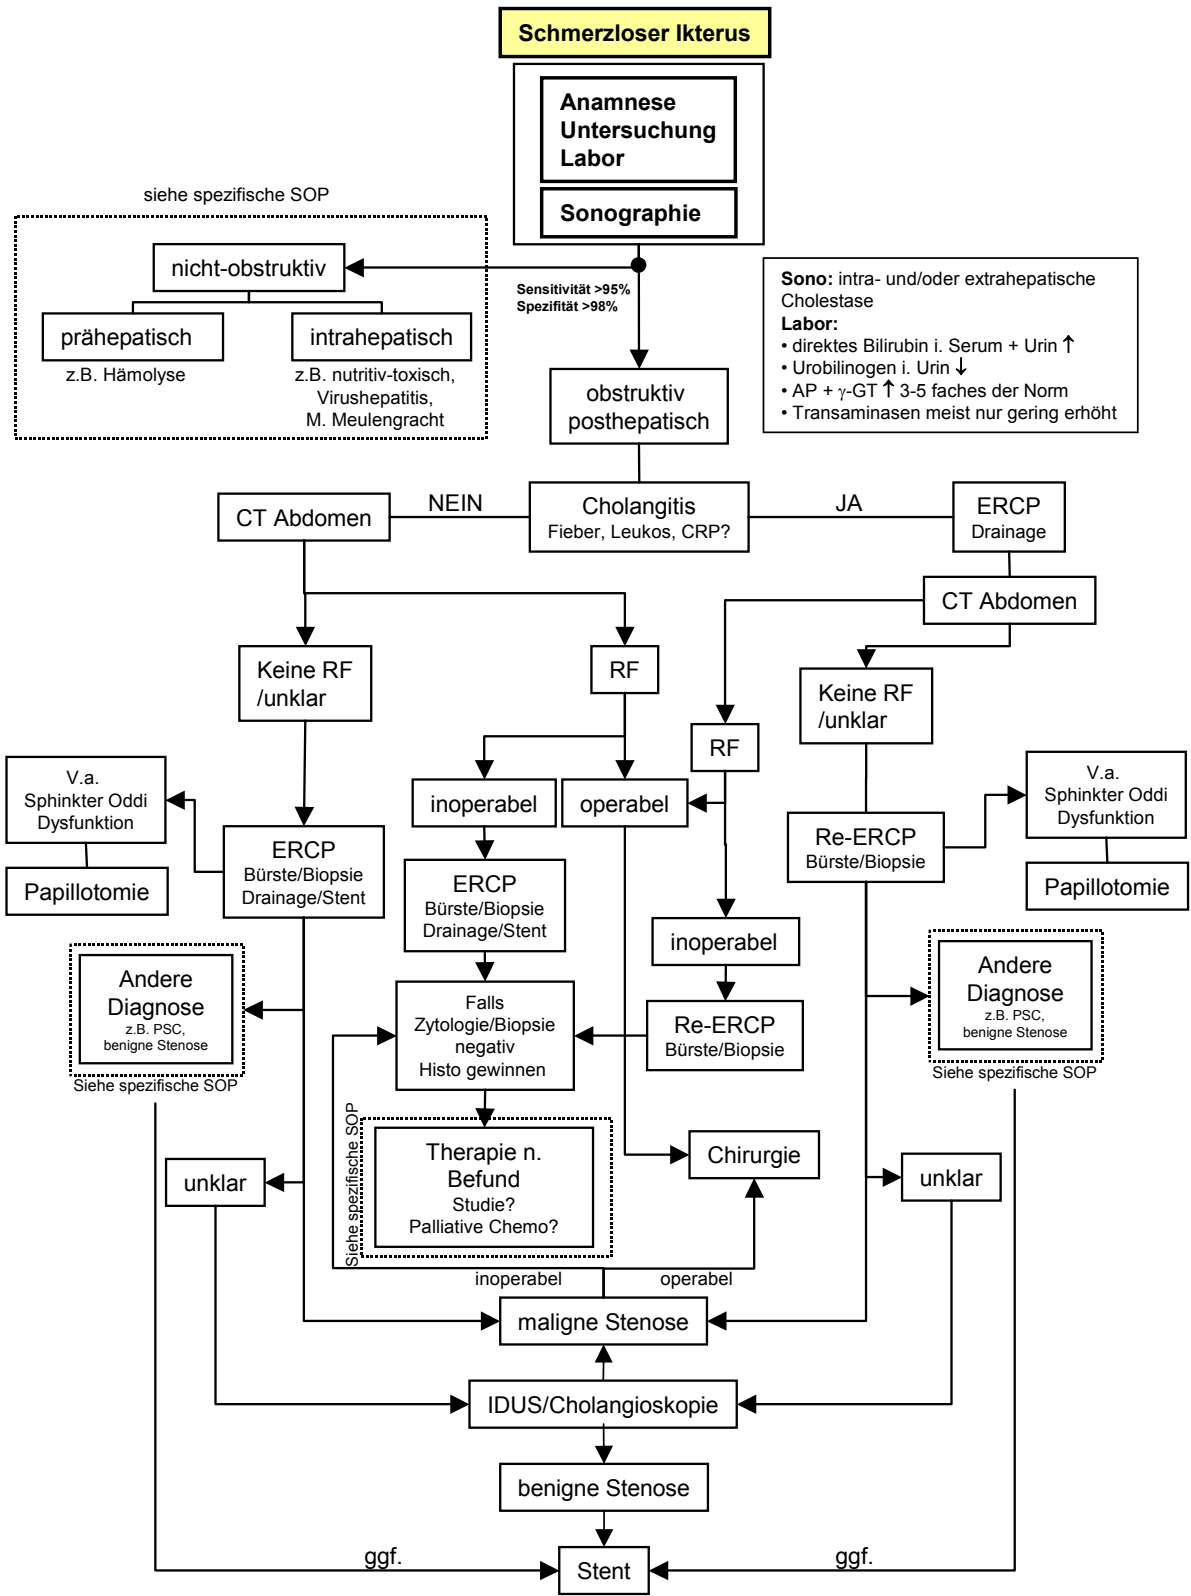 Schmerzloser Ikterus
Anamnese
Untersuchung
Labor
Sonographie
siehe spezifische SOP
nicht-obstruktiv
prähepatisch
z.B. Hämolyse
intrahepatisch
z.B. nutritiv-toxisch,
Virushepatitis,
M. Meulengracht
Sensitivität >95%
Spezifität >98%
Sono: intra- und/oder extrahepatische
Cholestase
Labor:
• direktes Bilirubin i. Serum + Urin ↑
• Urobilinogen i. Urin ↓
• AP + γ-GT ↑ 3-5 faches der Norm
• Transaminasen meist nur gering erhöht
obstruktiv
posthepatisch
CT Abdomen
NEIN
Cholangitis
Fieber, Leukos, CRP?
JA
ERCP
Drainage
CT Abdomen
Keine RF
/unklar
RF
Keine RF
/unklar
RF
V.a.
Sphinkter Oddi
Dysfunktion
Papillotomie
ERCP
Bürste/Biopsie
Drainage/Stent
inoperabel
operabel
ERCP
Bürste/Biopsie
Drainage/Stent
Re-ERCP
Bürste/Biopsie
V.a.
Sphinkter Oddi
Dysfunktion
Papillotomie
inoperabel
Re-ERCP
Bürste/Biopsie
Andere
Diagnose
z.B. PSC,
benigne Stenose
Siehe spezifische SOP
Falls
Zytologie/Biopsie
negativ
Histo gewinnen
Andere
Diagnose
z.B. PSC,
benigne Stenose
Siehe spezifische SOP
Siehe spezifische SOP
Therapie n.
Befund
Studie?
Palliative Chemo?
Chirurgie
unklar
unklar
inoperabel
operabel
maligne Stenose
IDUS/Cholangioskopie
benigne Stenose
ggf.
Stent
ggf.